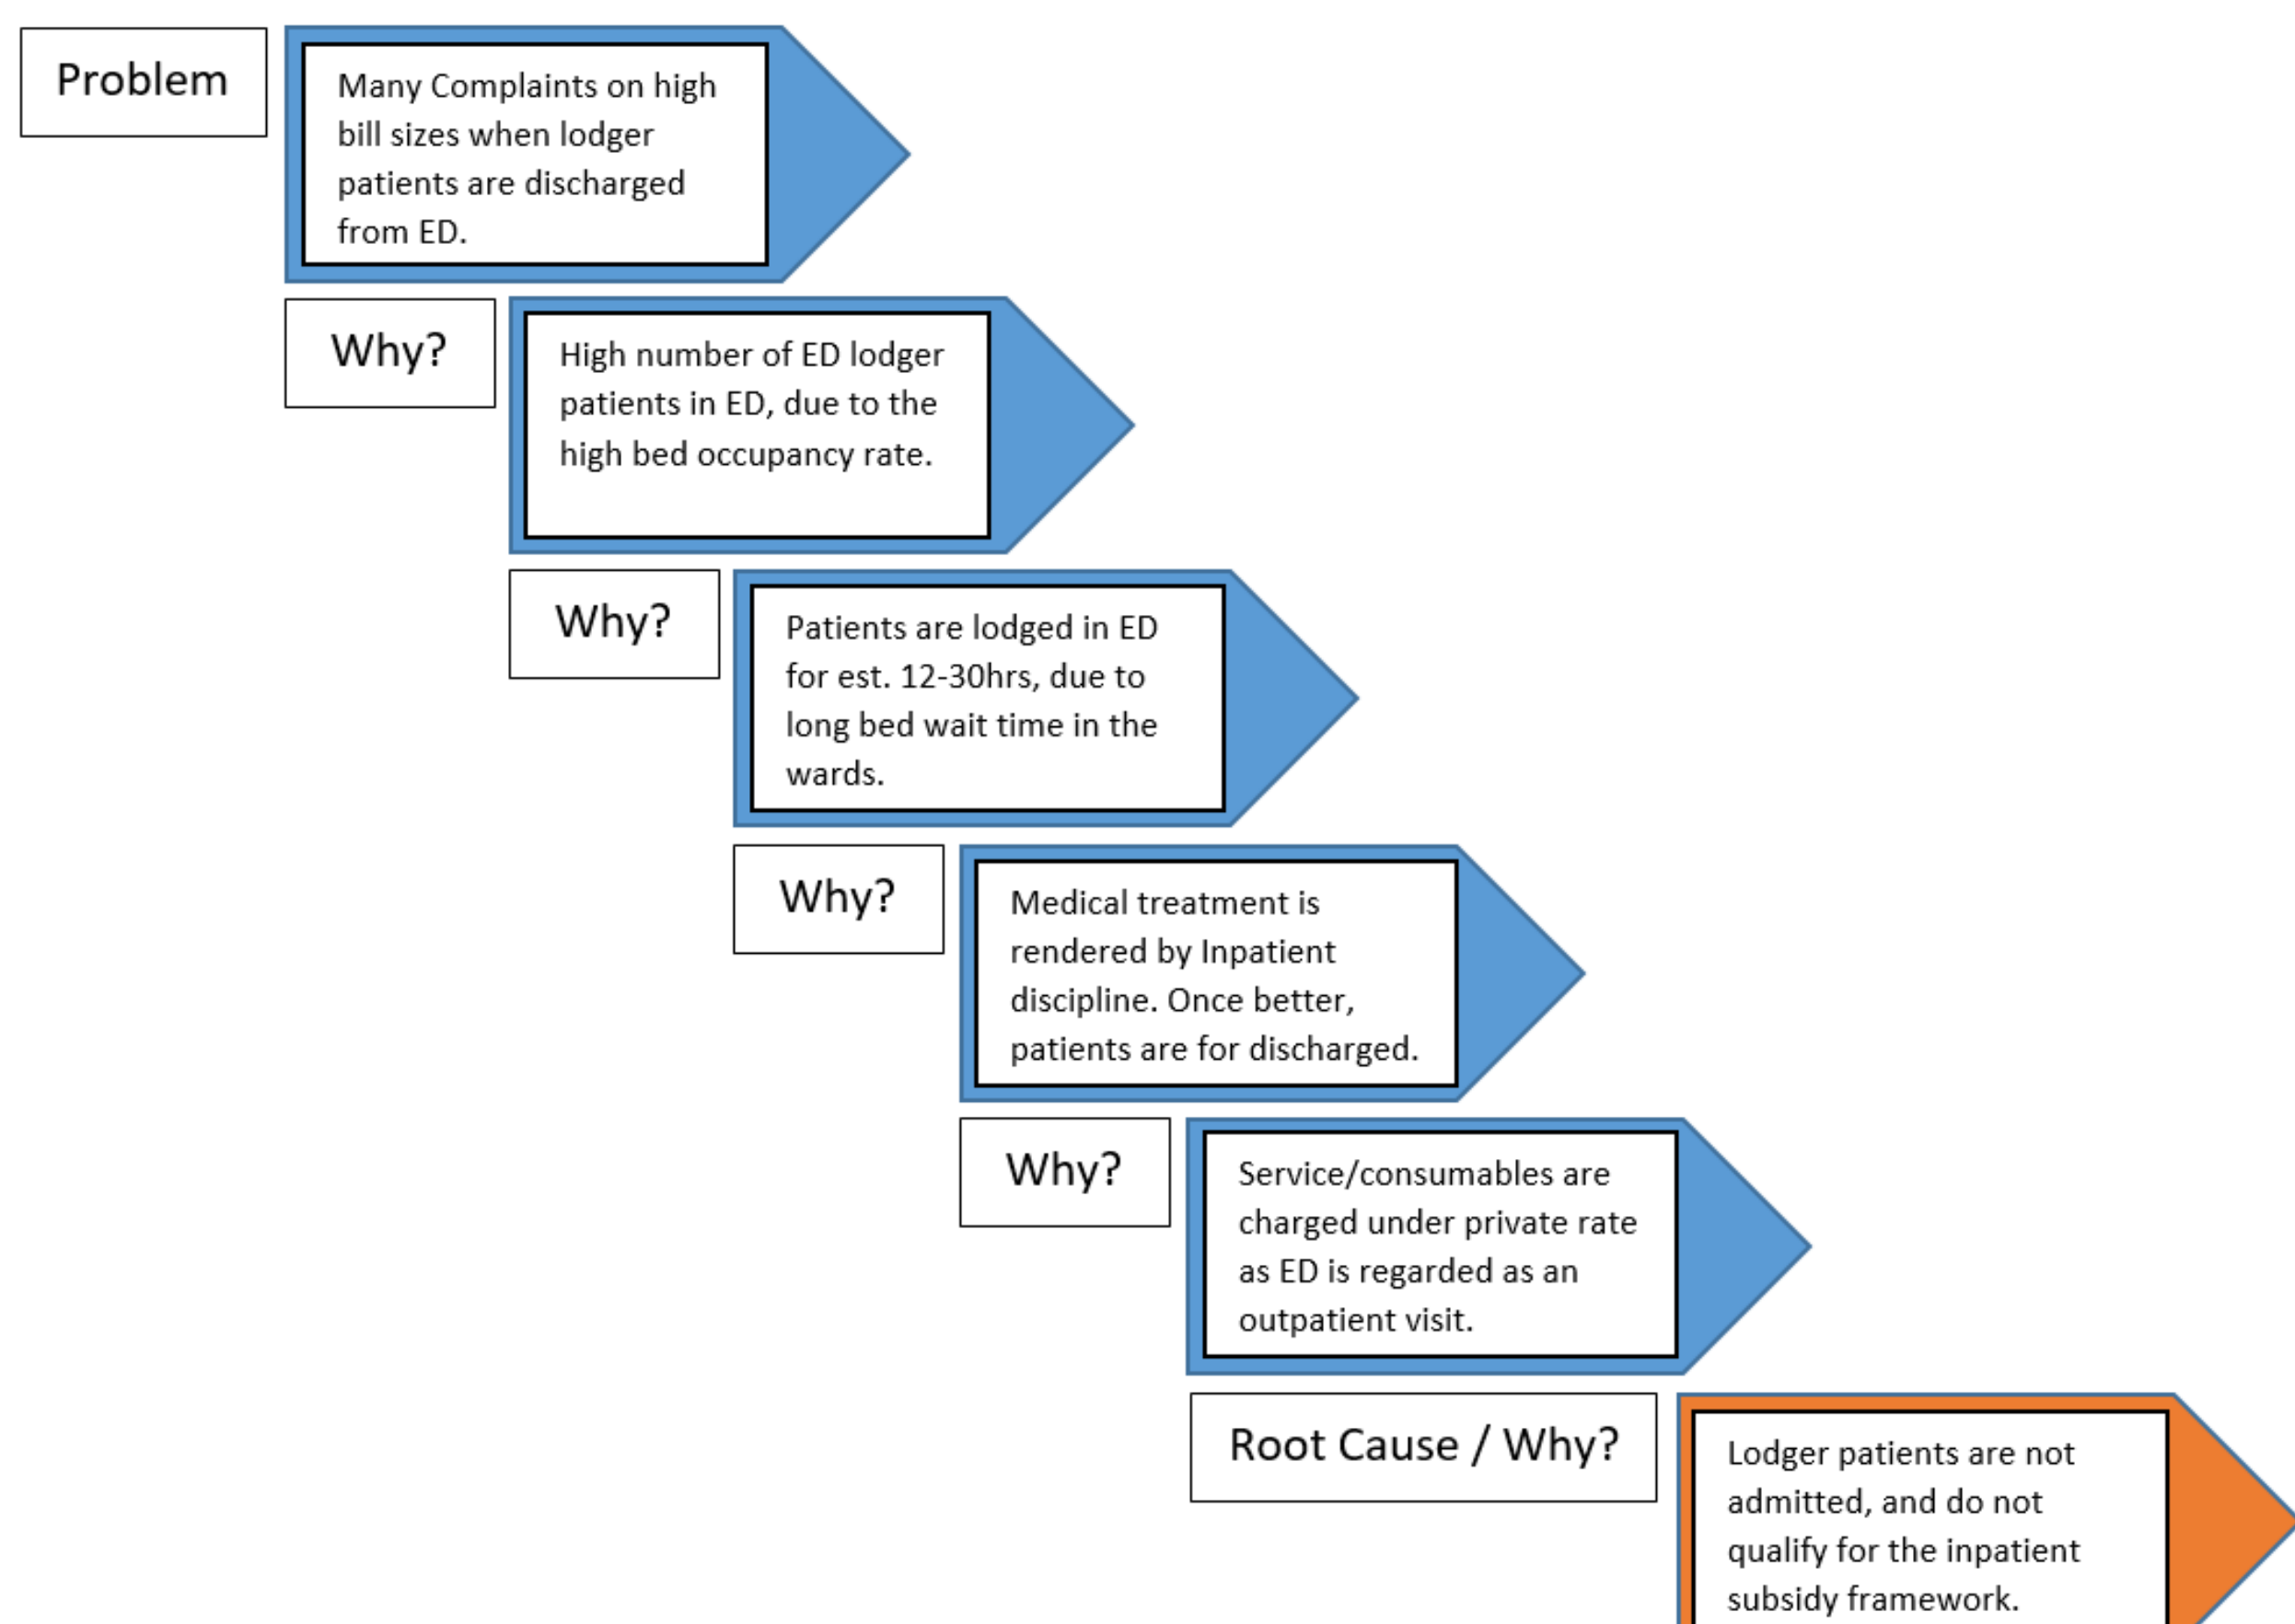 Problem
Many Complaints on high
bill sizes when lodger
patients are discharged
from ED.
Why?
High number of ED lodger
patients in ED, due to the
high bed occupancy rate.
Why?
Patients are lodged in ED
for est. 12-30hrs, due to
long bed wait time in the
wards.
Why?
Medical treatment is
rendered by Inpatient
discipline. Once better,
patients are for discharged.
Why?
Service/consumables are
charged under private rate
as ED is regarded as an
outpatient visit.
Root Cause / Why?
Lodger patients are not
admitted, and do not
qualify for the inpatient
subsidy framework.